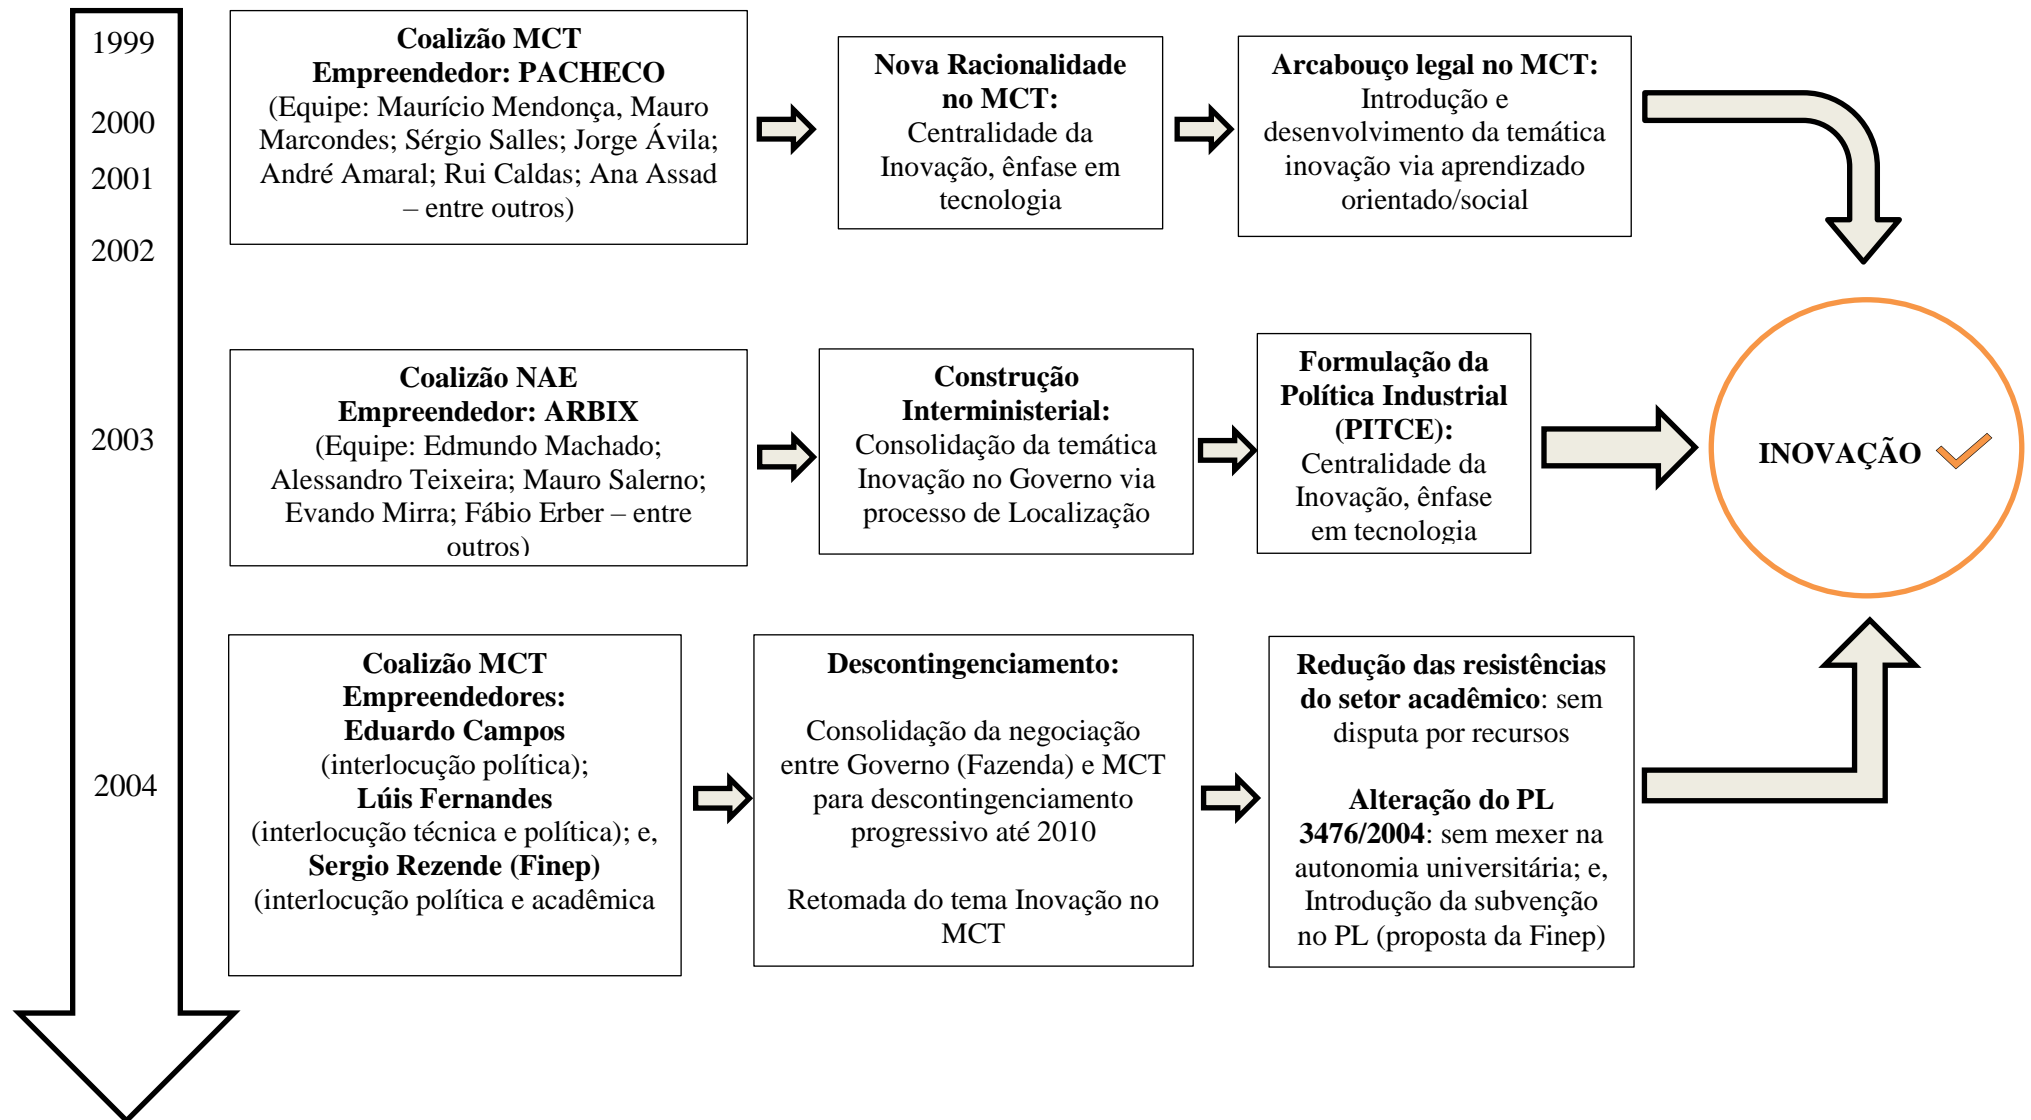 1999
2000
2001
2002
2003
2004
Coalizão MCT
Empreendedor: PACHECO
(Equipe: Maurício Mendonça, Mauro
Marcondes; Sérgio Salles; Jorge Ávila;
André Amaral; Rui Caldas; Ana Assad
– entre outros)
Nova Racionalidade
no MCT:
Centralidade da
Inovação, ênfase em
tecnologia
Arcabouço legal no MCT:
Introdução e
desenvolvimento da temática
inovação via aprendizado
orientado/social
Coalizão NAE
Empreendedor: ARBIX
(Equipe: Edmundo Machado;
Alessandro Teixeira; Mauro Salerno;
Evando Mirra; Fábio Erber – entre
outros)
Construção
Interministerial:
Consolidação da temática
Inovação no Governo via
processo de Localização
Formulação da
Política Industrial
(PITCE):
Centralidade da
Inovação, ênfase
em tecnologia
INOVAÇÃO
Coalizão MCT
Empreendedores:
Eduardo Campos
(interlocução política);
Lúis Fernandes
(interlocução técnica e política); e,
Sergio Rezende (Finep)
(interlocução política e acadêmica
Descontingenciamento:
Consolidação da negociação
entre Governo (Fazenda) e MCT
para descontingenciamento
progressivo até 2010
Retomada do tema Inovação no
MCT
Redução das resistências
do setor acadêmico: sem
disputa por recursos
Alteração do PL
3476/2004: sem mexer na
autonomia universitária; e,
Introdução da subvenção
no PL (proposta da Finep)